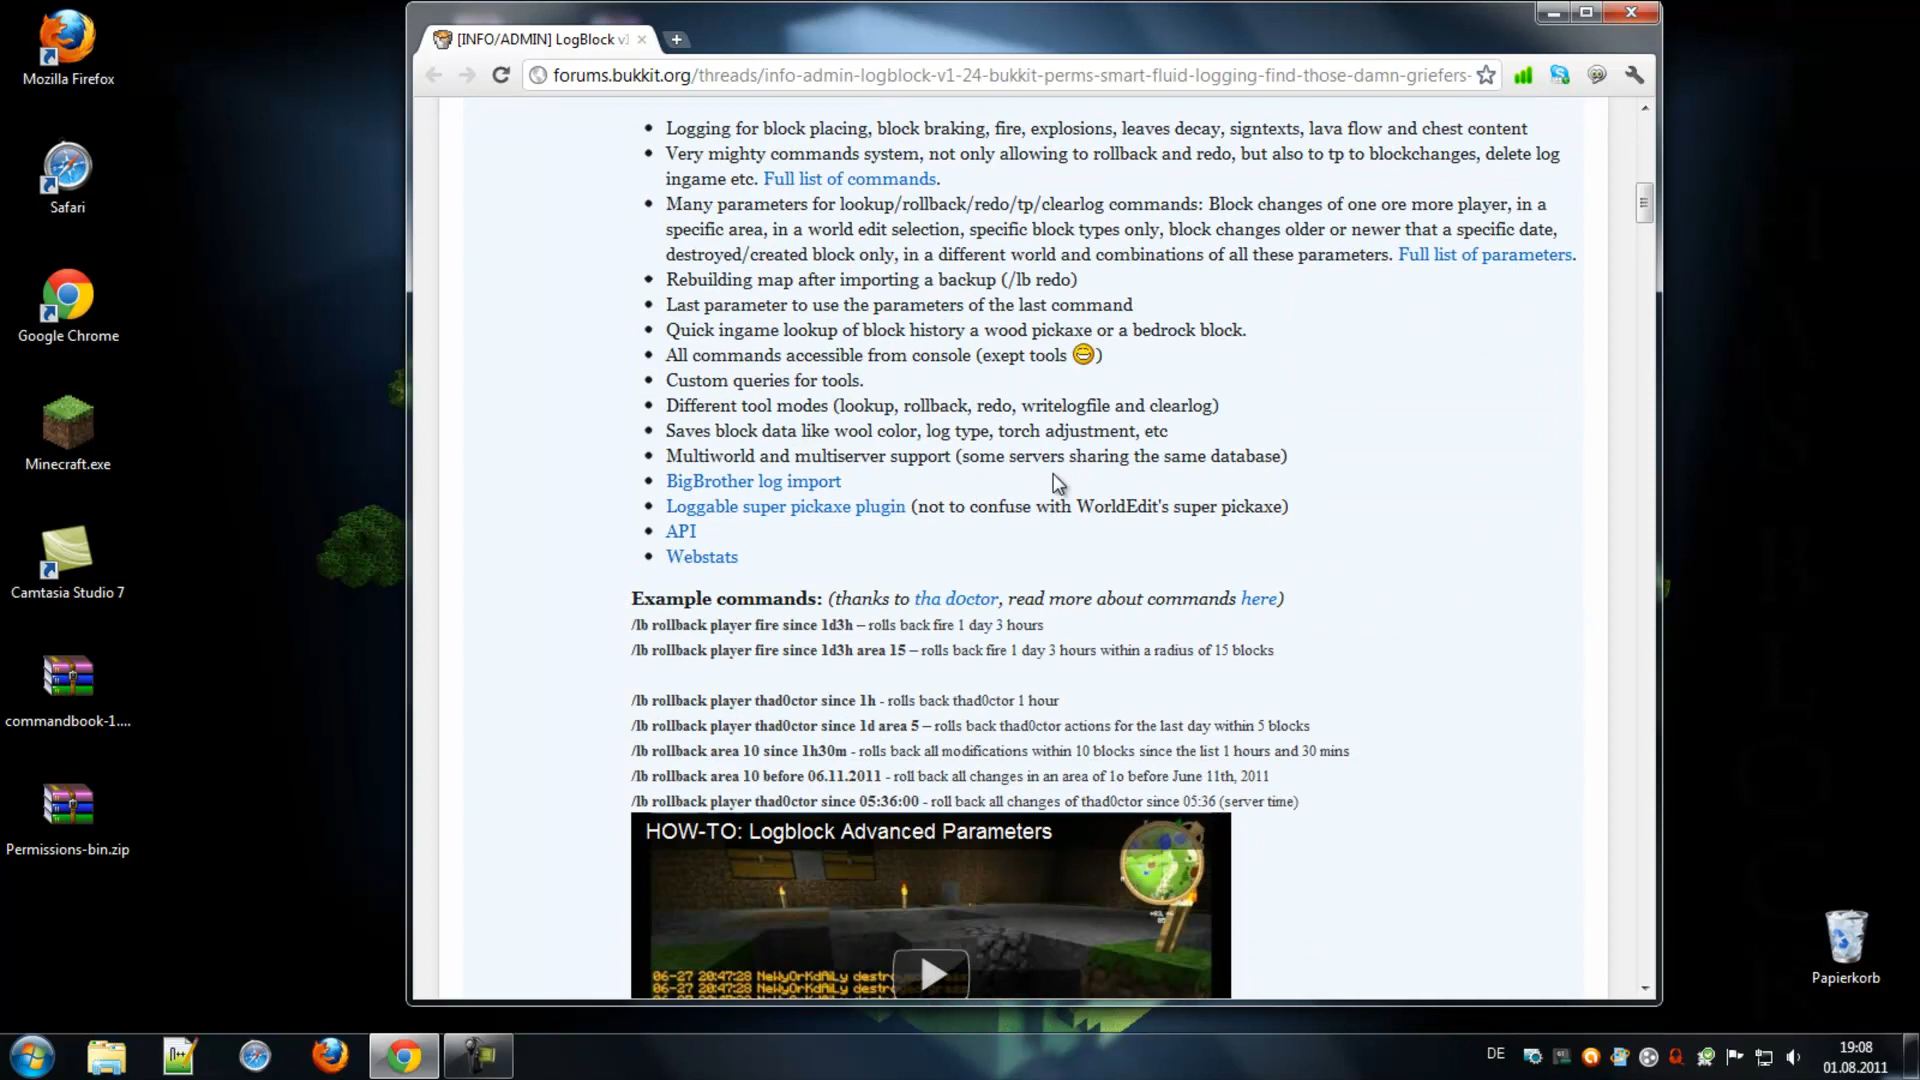 Mozilla Firefox
Safari
Google Chrome
Minecraft.exe
Camtasia Studio 7
commandbook-1....
Permissions-bin.zip
[INFO/ADMIN] LogBlock v1
forums.bukkit.org/threads/info-admin-logblock-v1-24-bukkit-perms-smart-fluid-logging-find-those-damn-griefers-
Logging for block placing, block braking, fire, explosions, leaves decay, signtexts, lava flow and chest content
Very mighty commands system, not only allowing to rollback and redo, but also to tp to blockchanges, delete log
ingame etc. Full list of commands.
Many parameters for lookup/rollback/redo/tp/clearlog commands: Block changes of one ore more player, in a
specific area, in a world edit selection, specific block types only, block changes older or newer that a specific date,
destroyed/created block only, in a different world and combinations of all these parameters. Full list of parameters.
Rebuilding map after importing a backup (/lb redo)
Last parameter to use the parameters of the last command
Quick ingame lookup of block history a wood pickaxe or a bedrock block.
All commands accessible from console (exept tools )
Custom queries for tools.
Different tool modes (lookup, rollback, redo, writelogfile and clearlog)
Saves block data like wool color, log type, torch adjustment, etc
Multiworld and multiserver support (some servers sharing the same database)
BigBrother log import
Loggable super pickaxe plugin (not to confuse with WorldEdit's super pickaxe)
API
Webstats
Example commands: (thanks to tha d0ctor, read more about commands here)
/lb rollback player fire since 1d3h – rolls back fire 1 day 3 hours
/lb rollback player fire since 1d3h area 15 – rolls back fire 1 day 3 hours within a radius of 15 blocks
/lb rollback player thad0ctor since 1h - rolls back thad0ctor 1 hour
/lb rollback player thad0ctor since 1d area 5 – rolls back thad0ctor actions for the last day within 5 blocks
/lb rollback area 10 since 1h30m - rolls back all modifications within 10 blocks since the list 1 hours and 30 mins
/lb rollback area 10 before 06.11.2011 - roll back all changes in an area of 1o before June 11th, 2011
/lb rollback player thad0ctor since 05:36:00 - roll back all changes of thad0ctor since 05:36 (server time)
HOW-TO: Logblock Advanced Parameters
06-27 20:47:28 NeWyOrKdAiLy destr
06-27 20:47:28 NeWyOrKdAiLy destr
Papierkorb
DE
19:08
01.08.2011